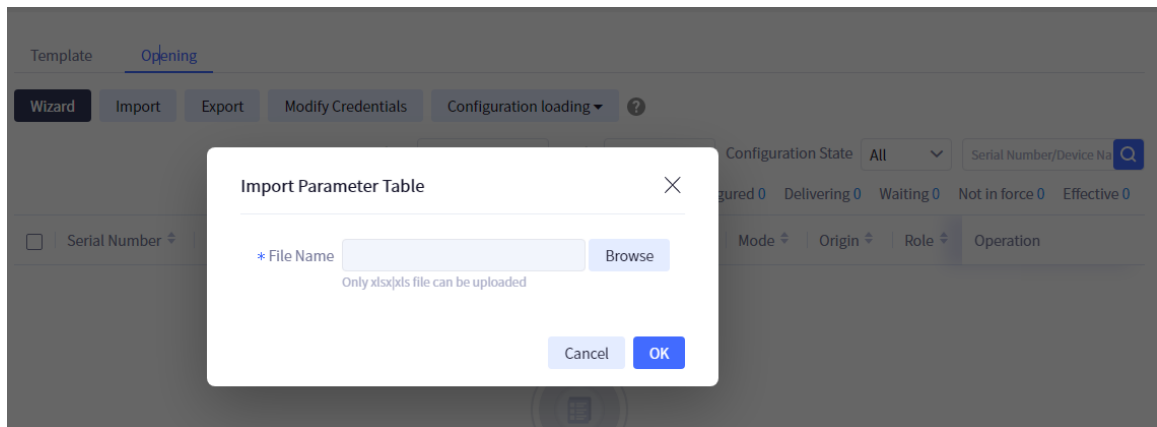 Template Opening
Wizard Import Export Modify Credentials Configuration loading ?
Configuration State All Serial Number/Device Na
gured 0 Delivering 0 Waiting 0 Not in force 0 Effective 0
Serial Number Mode Origin Role Operation
Import Parameter Table
* File Name Browse
Only xlsx|xls file can be uploaded
Cancel OK